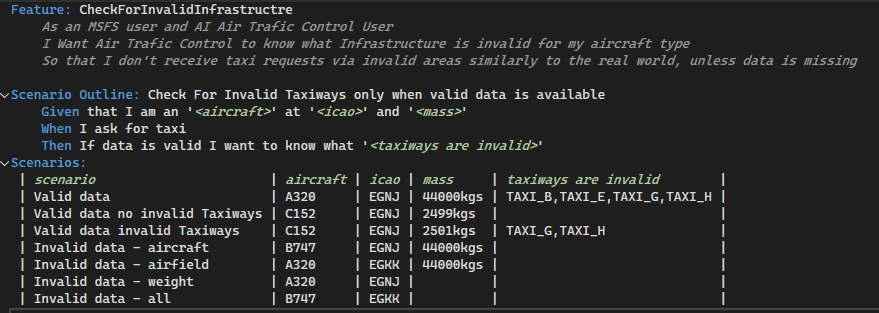 Feature: CheckForInvalidInfrastructre
As an MSFS user and AI Air Trafic Control User
I Want Air Trafic Control to know what Infrastructure is invalid for my aircraft type
So that I don't receive taxi requests via invalid areas similarly to the real world, unless data is missing
Scenario Outline: Check For Invalid Taxiways only when valid data is available
Given that I am an '<aircraft>' at '<icao>' and '<mass>'
When I ask for taxi
Then If data is valid I want to know what '<taxiways are invalid>'
Scenarios:
| scenario | aircraft | icao | mass | taxiways are invalid |
| Valid data | A320 | EGNJ | 44000kgs | TAXI_B,TAXI_E,TAXI_G,TAXI_H |
| Valid data no invalid Taxiways | C152 | EGNJ | 2499kgs | |
| Valid data invalid Taxiways | C152 | EGNJ | 2501kgs | TAXI_G,TAXI_H |
| Invalid data - aircraft | B747 | EGNJ | 44000kgs | |
| Invalid data - airfield | A320 | EGKK | 44000kgs | |
| Invalid data - weight | A320 | EGNJ | | |
| Invalid data - all | B747 | EGKK | | |